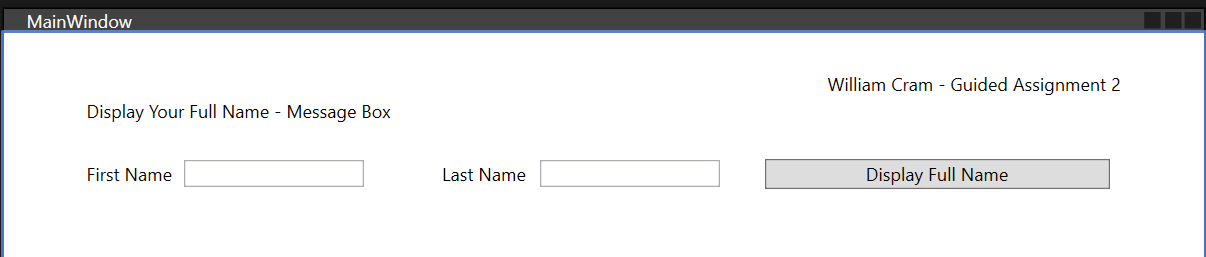 MainWindow
William Cram - Guided Assignment 2
Display Your Full Name - Message Box
First Name Last Name Display Full Name